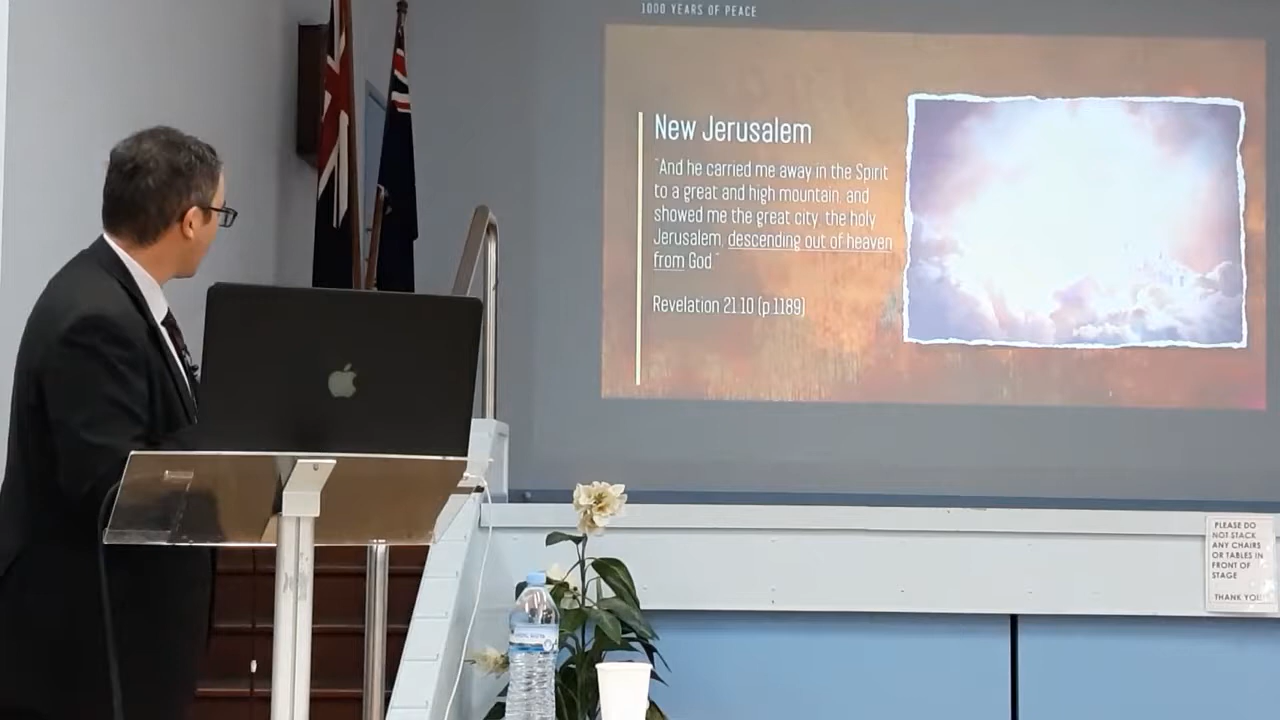 1000 YEARS OF PEACE
New Jerusalem
"And he carried me away in the Spirit
to a great and high mountain, and
showed me the great city, the holy
Jerusalem, descending out of heaven
from God."
Revelation 21:10 (p.1189)
PLEASE DO
NOT STACK
ANY CHAIRS
OR TABLES IN
FRONT OF
STAGE
THANK YOU!